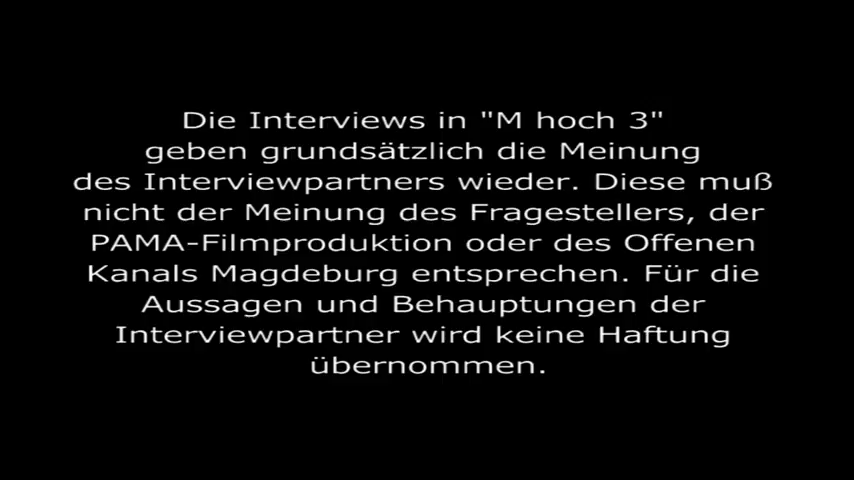 Die Interviews in "M hoch 3"
geben grundsätzlich die Meinung
des Interviewpartners wieder. Diese muß
nicht der Meinung des Fragestellers, der
PAMA-Filmproduktion oder des Offenen
Kanals Magdeburg entsprechen. Für die
Aussagen und Behauptungen der
Interviewpartner wird keine Haftung
übernommen.